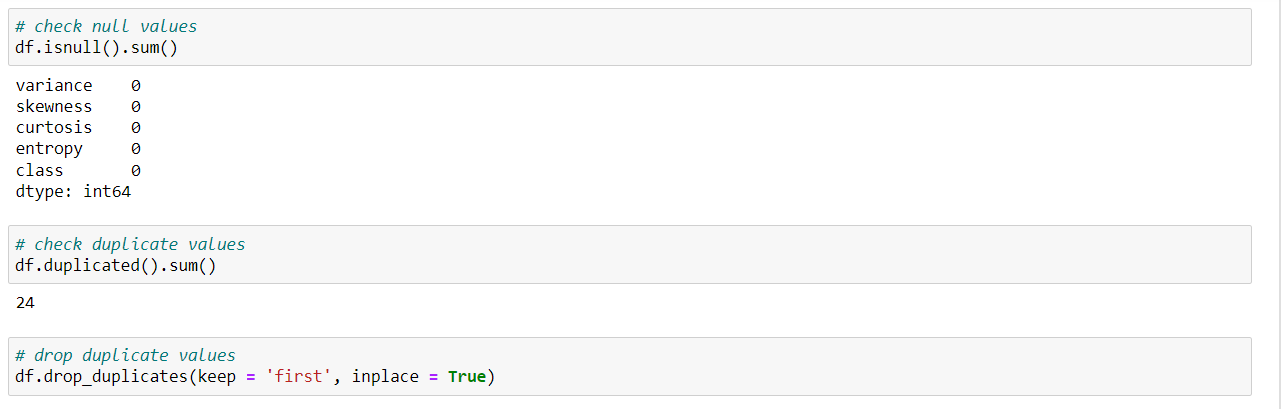 # check null values
df.isnull().sum()
variance    0
skewness    0
curtosis    0
entropy     0
class       0
dtype: int64
# check duplicate values
df.duplicated().sum()
24
# drop duplicate values
df.drop_duplicates(keep = 'first', inplace = True)